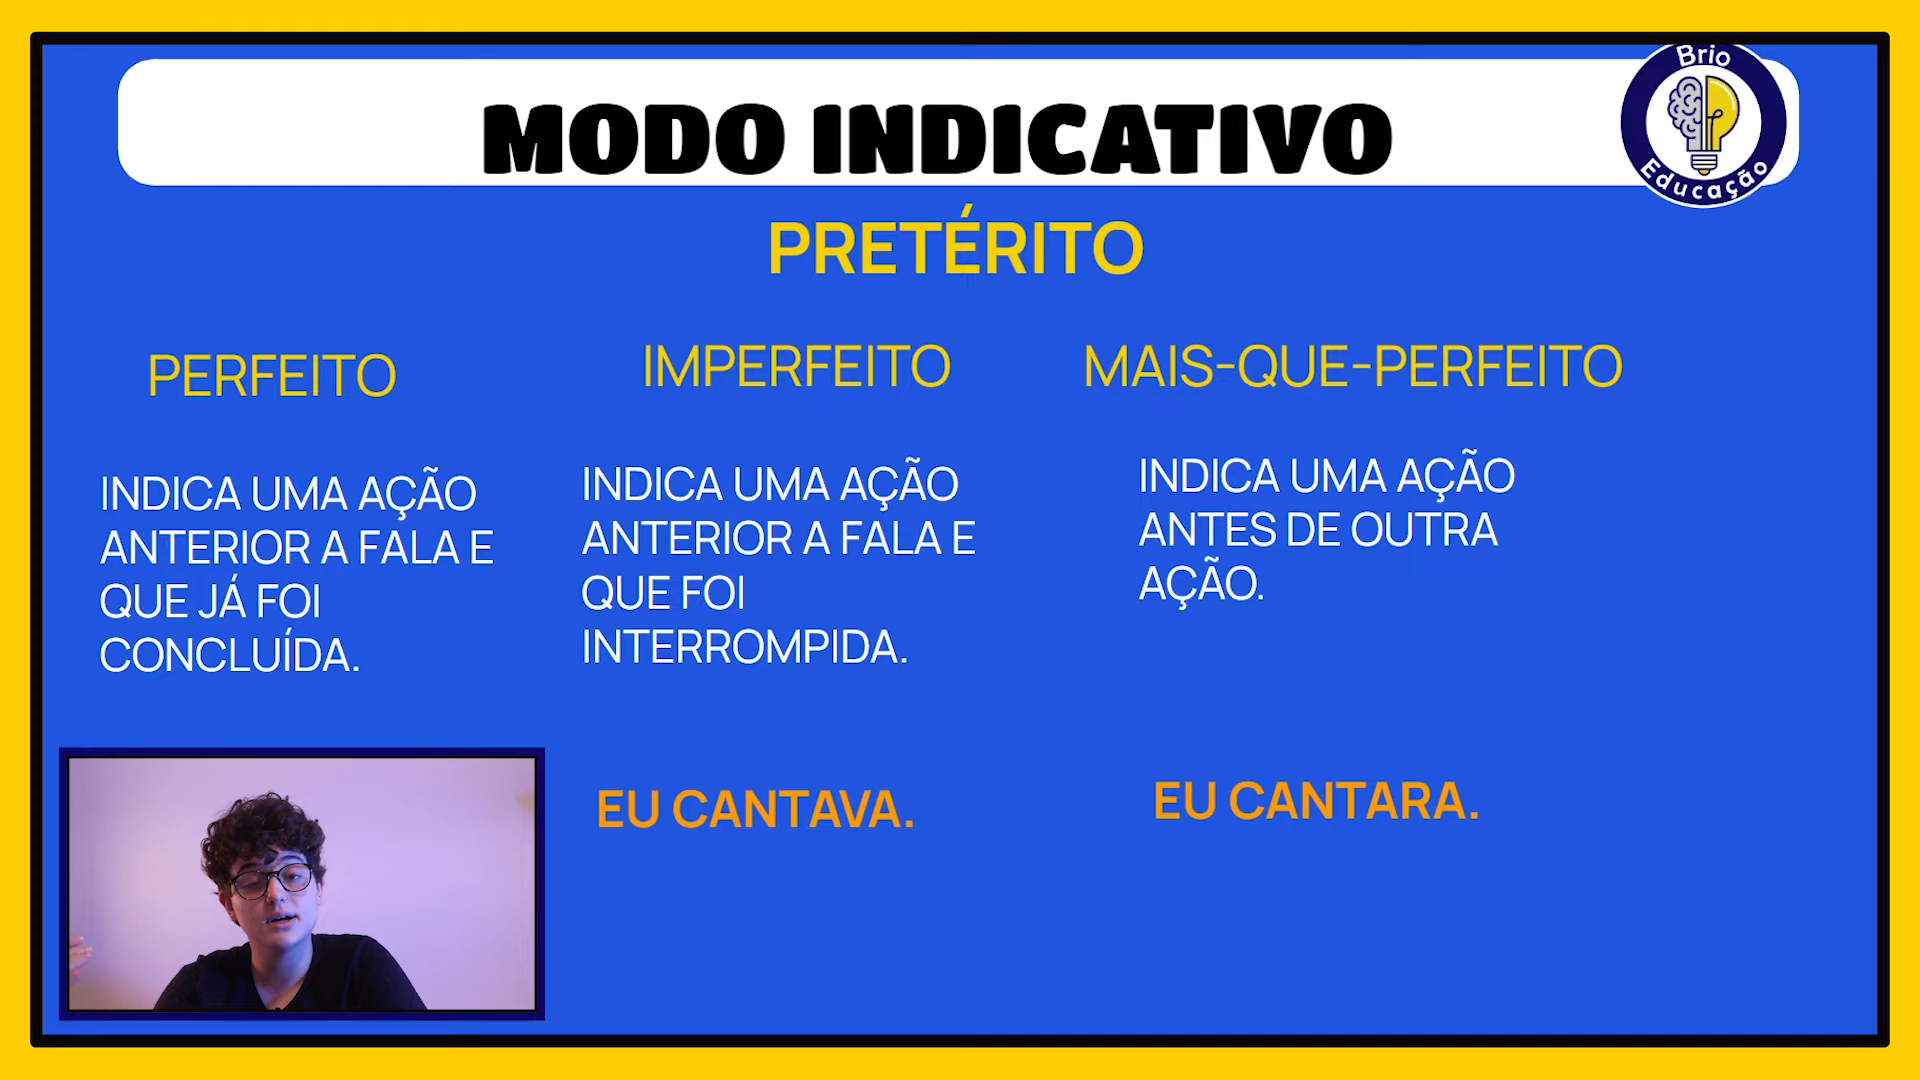 MODO INDICATIVO
Brio
Educação
PRETÉRITO
PERFEITO
INDICA UMA AÇÃO
ANTERIOR A FALA E
QUE JÁ FOI
CONCLUÍDA.
IMPERFEITO
INDICA UMA AÇÃO
ANTERIOR A FALA E
QUE FOI
INTERROMPIDA.
EU CANTAVA.
MAIS-QUE-PERFEITO
INDICA UMA AÇÃO
ANTES DE OUTRA
AÇÃO.
EU CANTARA.